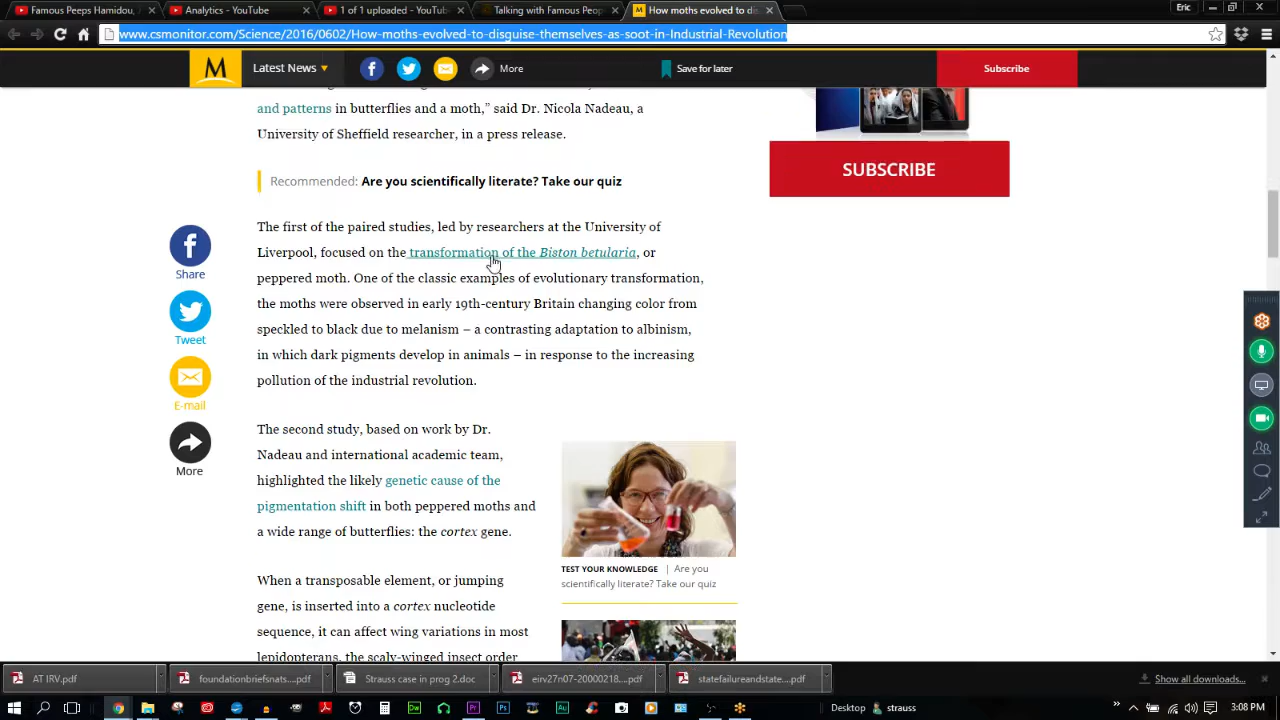 Famous Peeps Hamidou,
Analytics - YouTube
1 of 1 uploaded - YouTub
Talking with Famous Peop
How moths evolved to dis
Eric
www.csmonitor.com/Science/2016/0602/How-moths-evolved-to-disguise-themselves-as-soot-in-Industrial-Revolution
M
Latest News
More
Save for later
Subscribe
and patterns in butterflies and a moth,” said Dr. Nicola Nadeau, a
University of Sheffield researcher, in a press release.
SUBSCRIBE
Recommended: Are you scientifically literate? Take our quiz
The first of the paired studies, led by researchers at the University of
Liverpool, focused on the transformation of the Biston betularia, or
peppered moth. One of the classic examples of evolutionary transformation,
the moths were observed in early 19th-century Britain changing color from
speckled to black due to melanism – a contrasting adaptation to albinism,
in which dark pigments develop in animals – in response to the increasing
pollution of the industrial revolution.
Share
Tweet
E-mail
More
The second study, based on work by Dr.
Nadeau and international academic team,
highlighted the likely genetic cause of the
pigmentation shift in both peppered moths and
a wide range of butterflies: the cortex gene.
TEST YOUR KNOWLEDGE | Are you
scientifically literate? Take our quiz
When a transposable element, or jumping
gene, is inserted into a cortex nucleotide
sequence, it can affect wing variations in most
lepidopterans, the scaly-winged insect order
AT IRV.pdf
foundationbriefsnats....pdf
Strauss case in prog 2.doc
eirv27n07-20000218....pdf
statefailureandstate....pdf
Show all downloads...
Desktop
strauss
3:08 PM